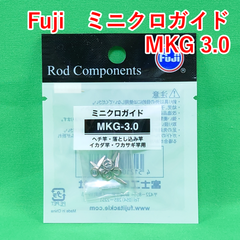 Fuji ミニクロガイド
MKG 3.0
Rod Components
Fuji
ミニクロガイド
MKG-3.0
ヘチ竿・落とし込み竿
イカダ竿・ワカサギ竿用